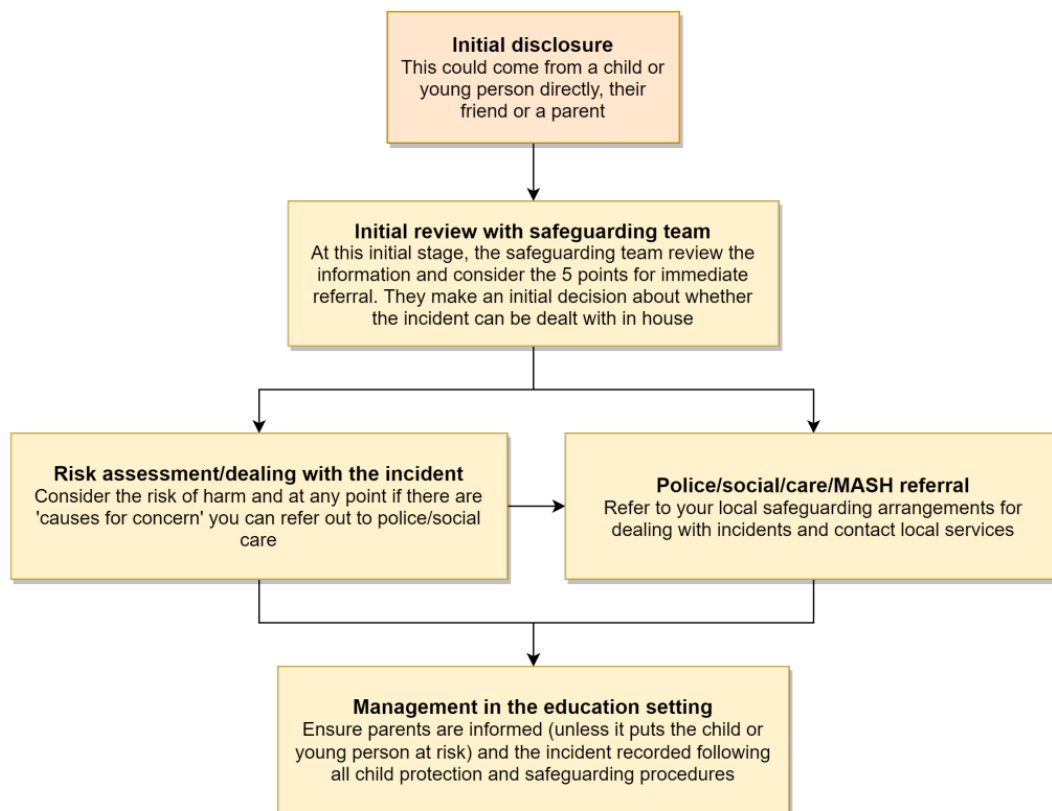 Initial disclosure
This could come from a child or
young person directly, their
friend or a parent
Initial review with safeguarding team
At this initial stage, the safeguarding team review the
information and consider the 5 points for immediate
referral. They make an initial decision about whether
the incident can be dealt with in house
Risk assessment/dealing with the incident
Consider the risk of harm and at any point if there are
'causes for concern' you can refer out to police/social
care
Police/social/care/MASH referral
Refer to your local safeguarding arrangements for
dealing with incidents and contact local services
Management in the education setting
Ensure parents are informed (unless it puts the child or
young person at risk) and the incident recorded following
all child protection and safeguarding procedures